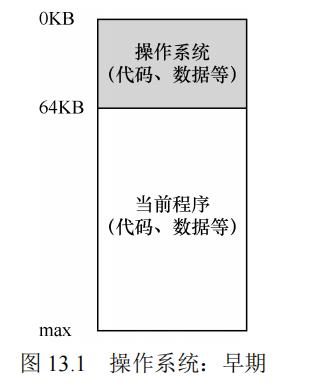 0KB
操作系统
(代码、数据等)
64KB
当前程序
(代码、数据等)
max
图 13.1 操作系统：早期